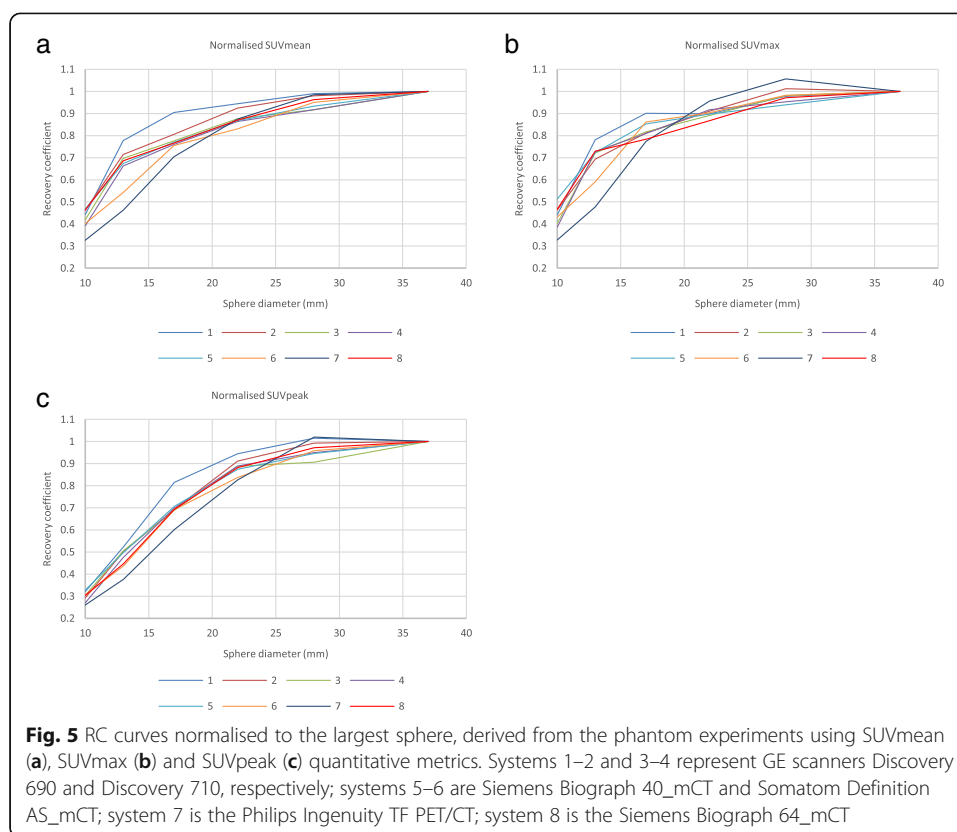 a
Normalised SUVmean
1.1
1
0.9
0.8
0.7
0.6
0.5
0.4
0.3
0.2
Recovery coefficient
10 15 20 25 30 35 40
Sphere diameter (mm)
1 2 3 4
5 6 7 8
b
Normalised SUVmax
1.1
1
0.9
0.8
0.7
0.6
0.5
0.4
0.3
0.2
Recovery coefficient
10 15 20 25 30 35 40
Sphere diameter (mm)
1 2 3 4
5 6 7 8
c
Normalised SUVpeak
1.1
1
0.9
0.8
0.7
0.6
0.5
0.4
0.3
0.2
Recovery coefficient
10 15 20 25 30 35 40
Sphere diameter (mm)
1 2 3 4
5 6 7 8
Fig. 5 RC curves normalised to the largest sphere, derived from the phantom experiments using SUVmean
(a), SUVmax (b) and SUVpeak (c) quantitative metrics. Systems 1–2 and 3–4 represent GE scanners Discovery
690 and Discovery 710, respectively; systems 5–6 are Siemens Biograph 40_mCT and Somatom Definition
AS_mCT; system 7 is the Philips Ingenuity TF PET/CT; system 8 is the Siemens Biograph 64_mCT